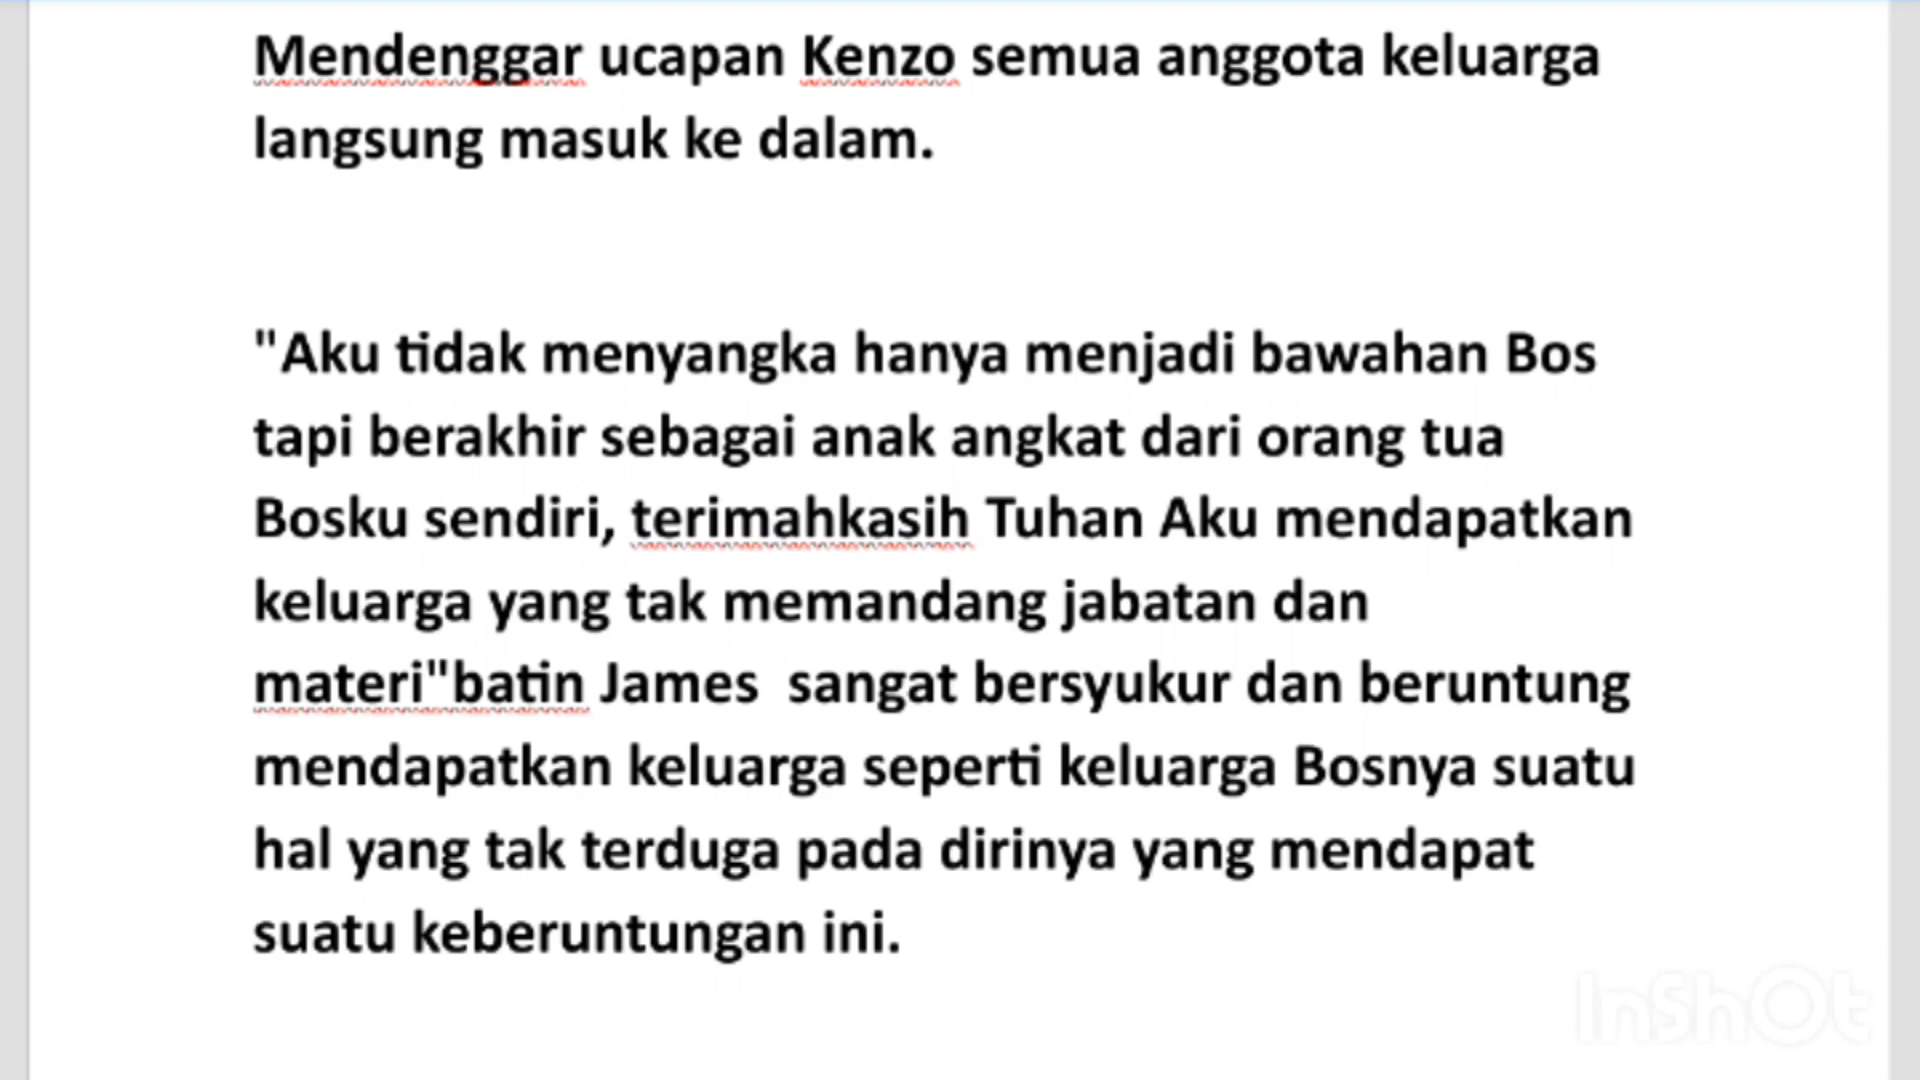 Mendenggar ucapan Kenzo semua anggota keluarga
langsung masuk ke dalam.
"Aku tidak menyangka hanya menjadi bawahan Bos
tapi berakhir sebagai anak angkat dari orang tua
Bosku sendiri, terimahkasih Tuhan Aku mendapatkan
keluarga yang tak memandang jabatan dan
materi"batin James  sangat bersyukur dan beruntung
mendapatkan keluarga seperti keluarga Bosnya suatu
hal yang tak terduga pada dirinya yang mendapat
suatu keberuntungan ini.
InShOt